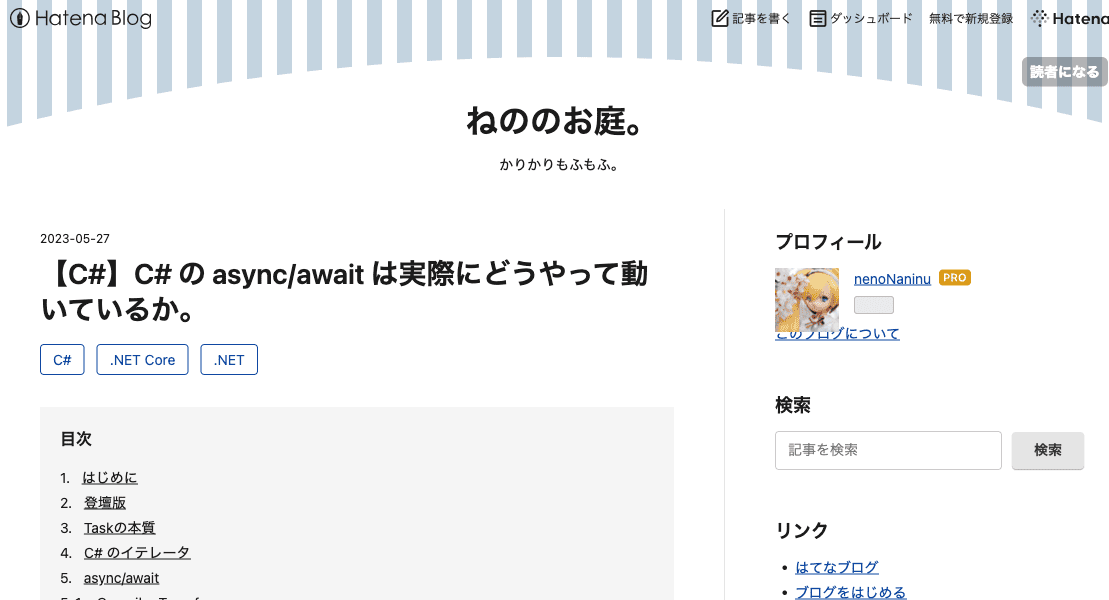 Hatena Blog
記事を書く
ダッシュボード
無料で新規登録
Hatena
読者になる
ねののお庭。
かりかりもふもふ。
2023-05-27
【C#】C# の async/await は実際にどうやって動
いているか。
C#
.NET Core
.NET
目次
1. はじめに
2. 登壇版
3. Taskの本質
4. C# のイテレータ
5. async/await
プロフィール
nenoNaninu PRO
このブログについて
検索
記事を検索
検索
リンク
はてなブログ
ブログをはじめる